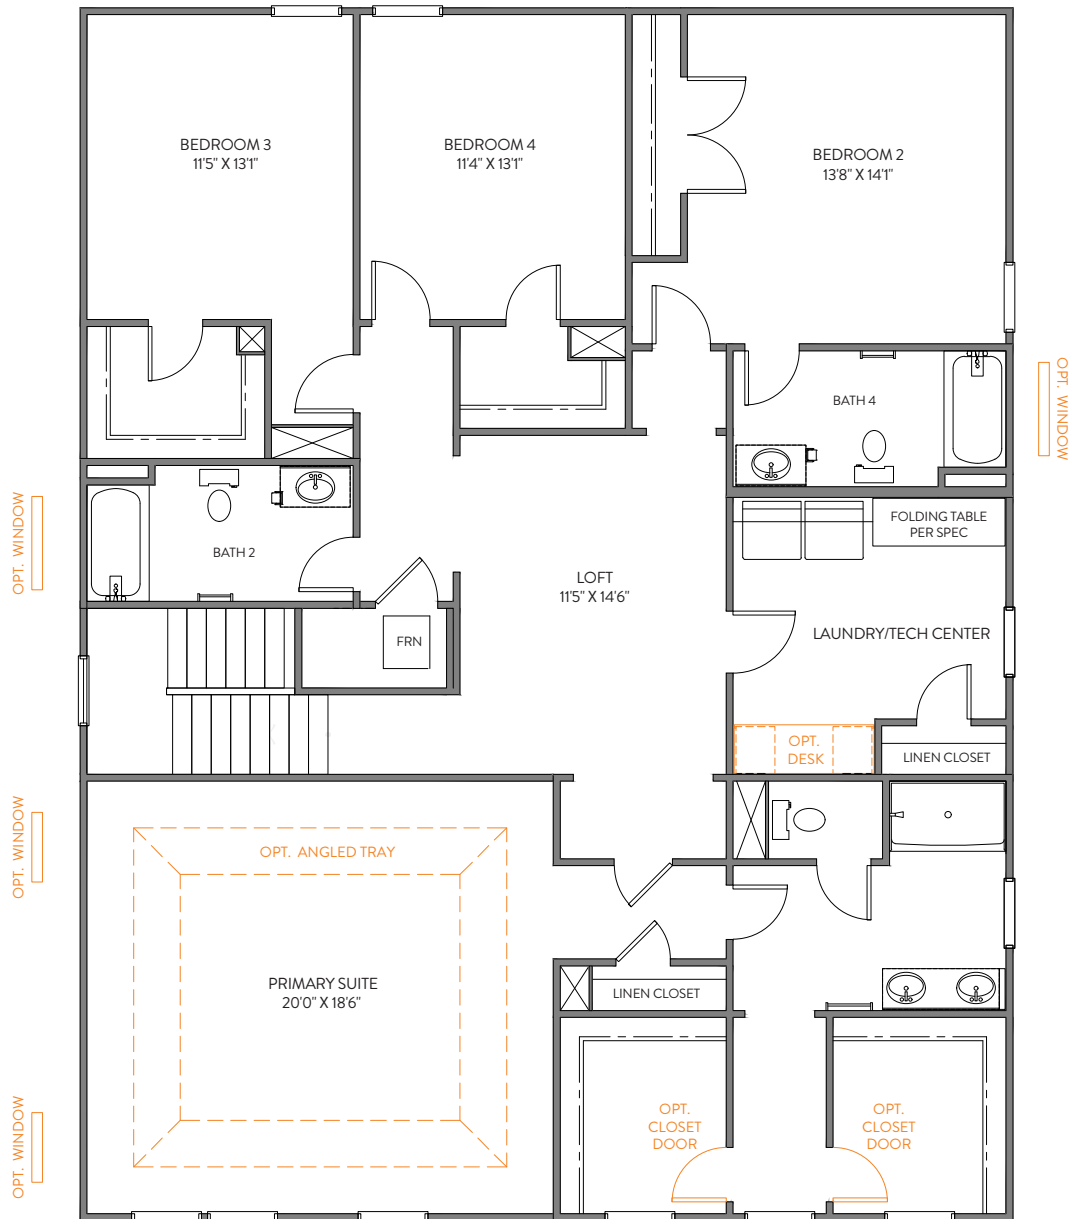 BEDROOM 3
11'5" X 13'1"
BEDROOM 4
11'4" X 13'1"
BEDROOM 2
13'8" X 14'1"
BATH 4
OPT. WINDOW
OPT. WINDOW
BATH 2
FOLDING TABLE
PER SPEC
LOFT
11'5" X 14'6"
FRN
LAUNDRY/TECH CENTER
OPT.
DESK
LINEN CLOSET
OPT. WINDOW
OPT. ANGLED TRAY
PRIMARY SUITE
20'0" X 18'6"
LINEN CLOSET
OPT. WINDOW
OPT.
CLOSET
DOOR
OPT.
CLOSET
DOOR